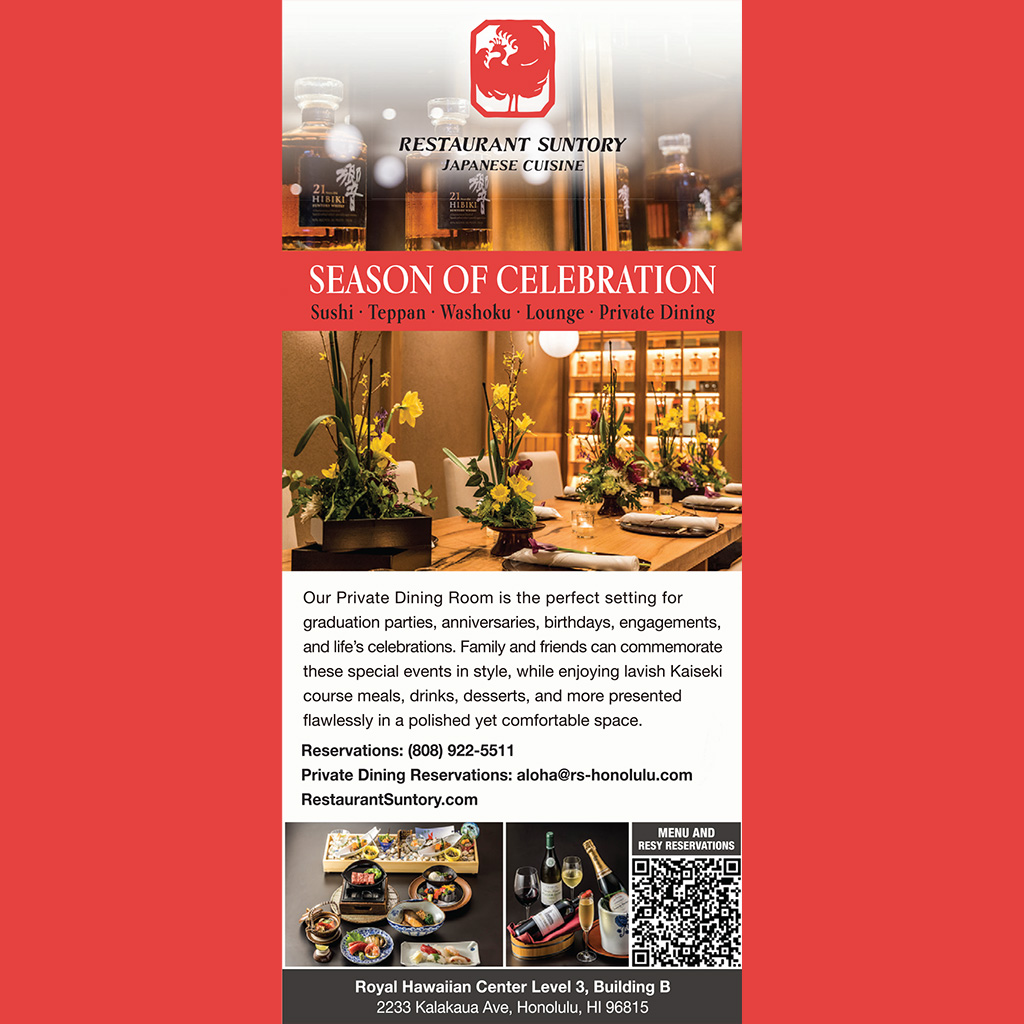 RESTAURANT SUNTORY
JAPANESE CUISINE
21
響
HIBIKI
21
響
HIBIKI
SEASON OF CELEBRATION
Sushi · Teppan · Washoku · Lounge · Private Dining
Our Private Dining Room is the perfect setting for
graduation parties, anniversaries, birthdays, engagements,
and life’s celebrations. Family and friends can commemorate
these special events in style, while enjoying lavish Kaiseki
course meals, drinks, desserts, and more presented
flawlessly in a polished yet comfortable space.
Reservations: (808) 922-5511
Private Dining Reservations: aloha@rs-honolulu.com
RestaurantSuntory.com
MENU AND
RESY RESERVATIONS
Royal Hawaiian Center Level 3, Building B
2233 Kalakaua Ave, Honolulu, HI 96815